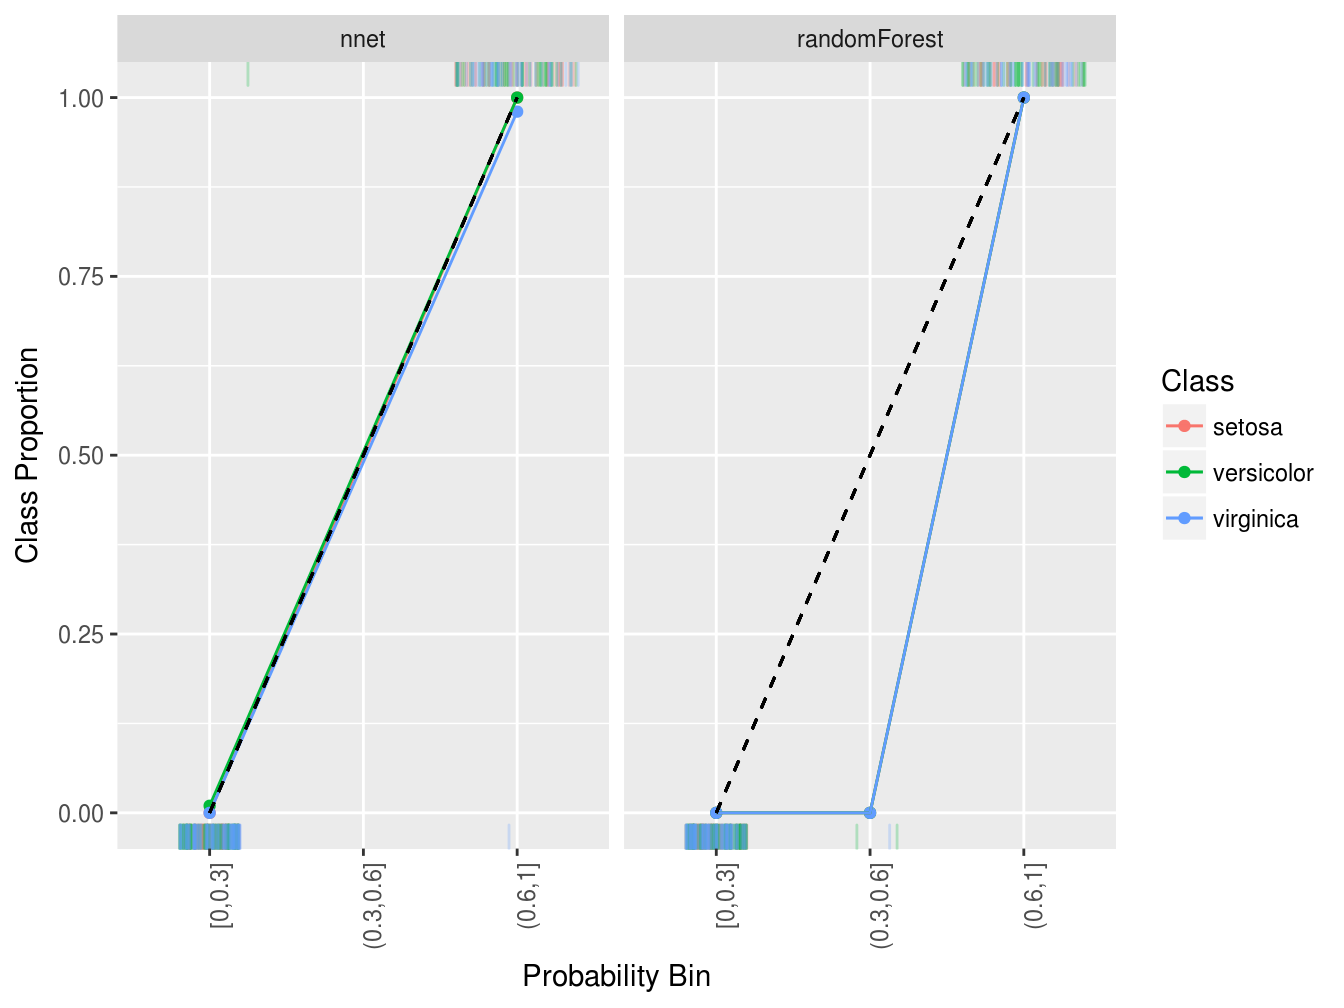 nnet
randomForest
1.00
0.75
0.50
0.25
0.00
Class Proportion
[0,0.3]
(0.3,0.6]
(0.6,1]
[0,0.3]
(0.3,0.6]
(0.6,1]
Probability Bin
Class
setosa
versicolor
virginica